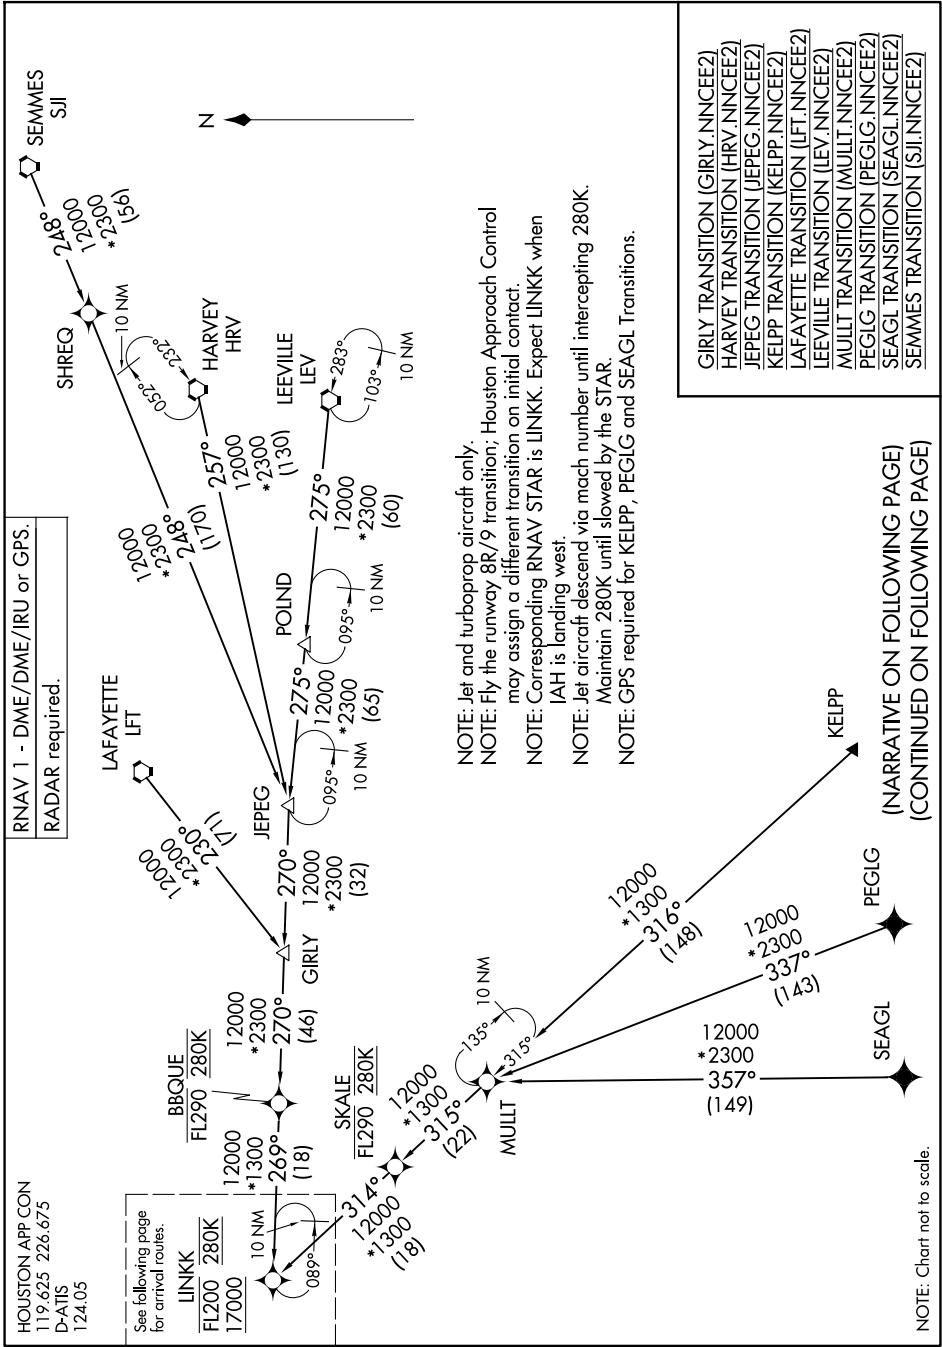 RNAV 1 - DME/DME/IRU or GPS.
RADAR required.
HOUSTON APP CON
119.625 226.675
D-ATIS
124.05
See following page
for arrival routes.
LINKK
FL200 280K
17000
10 NM
089°
12000
*1300
269°
(18)
BBQUE
FL290 280K
12000
*2300
270°
(46)
GIRLY
LAFAYETTE
LFT
12000
*2300
230°
(71)
270°
12000
*2300
(32)
JEPEG
095°
10 NM
275°
12000
*2300
(65)
POLND
095°
10 NM
275°
12000
*2300
(60)
LEEVILLE
LEV
283°
103°
10 NM
HARVEY
HRV
052°
232°
10 NM
257°
12000
*2300
(130)
12000
*2300
248°
(170)
SHREQ
248°
12000
*2300
(56)
SEMMES
SJI
N
SKALE
FL290 280K
314°
12000
*1300
(18)
12000
*1300
315°
(22)
MULLT
135°
315°
10 NM
12000
*1300
316°
(148)
KELPP
12000
*2300
337°
(143)
PEGLG
12000
*2300
357°
(149)
SEAGL
NOTE: Jet and turboprop aircraft only.
NOTE: Fly the runway 8R/9 transition; Houston Approach Control
may assign a different transition on initial contact.
NOTE: Corresponding RNAV STAR is LINKK. Expect LINKK when
IAH is landing west.
NOTE: Jet aircraft descend via mach number until intercepting 280K.
Maintain 280K until slowed by the STAR.
NOTE: GPS required for KELPP, PEGLG and SEAGL Transitions.
GIRLY TRANSITION (GIRLY.NNCEE2)
HARVEY TRANSITION (HRV.NNCEE2)
JEPEG TRANSITION (JEPEG.NNCEE2)
KELPP TRANSITION (KELPP.NNCEE2)
LAFAYETTE TRANSITION (LFT.NNCEE2)
LEEVILLE TRANSITION (LEV.NNCEE2)
MULLT TRANSITION (MULLT.NNCEE2)
PEGLG TRANSITION (PEGLG.NNCEE2)
SEAGL TRANSITION (SEAGL.NNCEE2)
SEMMES TRANSITION (SJI.NNCEE2)
(NARRATIVE ON FOLLOWING PAGE)
(CONTINUED ON FOLLOWING PAGE)
NOTE: Chart not to scale.